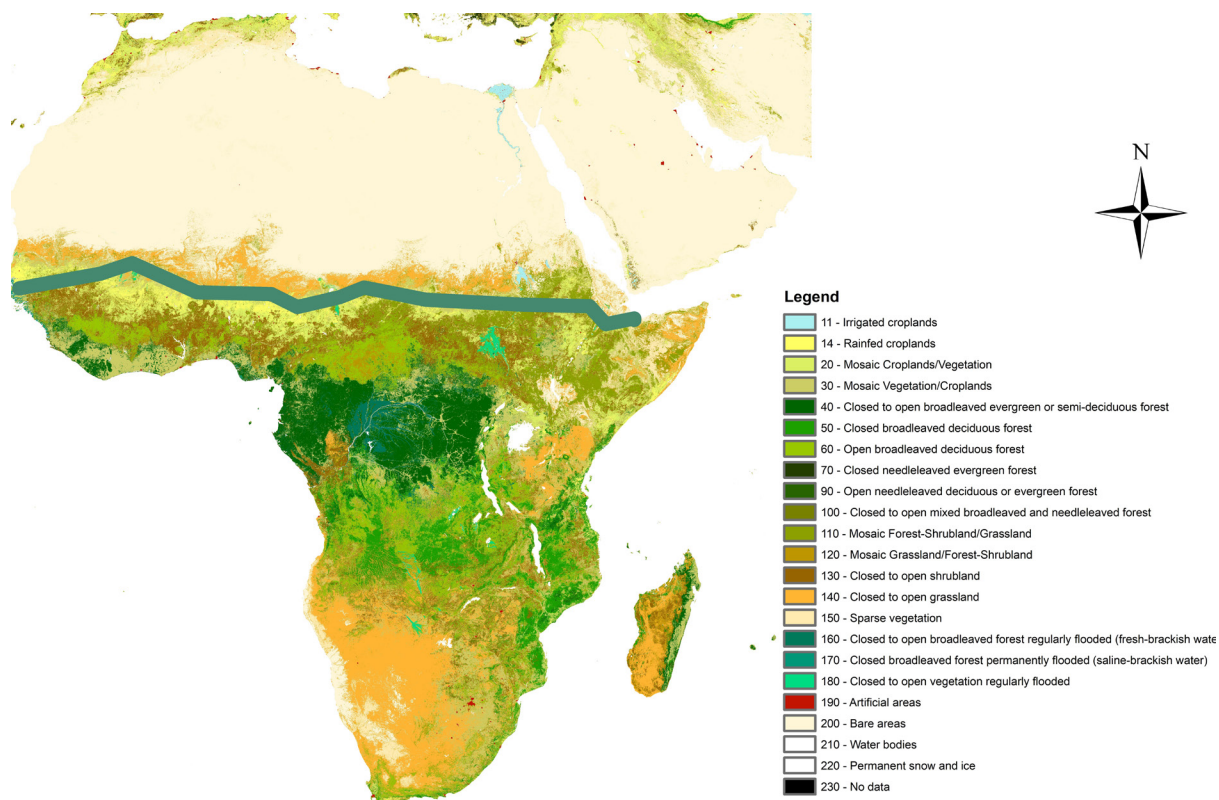 N
Legend
11 - Irrigated croplands
14 - Rainfed croplands
20 - Mosaic Croplands/Vegetation
30 - Mosaic Vegetation/Croplands
40 - Closed to open broadleaved evergreen or semi-deciduous forest
50 - Closed broadleaved deciduous forest
60 - Open broadleaved deciduous forest
70 - Closed needleleaved evergreen forest
90 - Open needleleaved deciduous or evergreen forest
100 - Closed to open mixed broadleaved and needleleaved forest
110 - Mosaic Forest-Shrubland/Grassland
120 - Mosaic Grassland/Forest-Shrubland
130 - Closed to open shrubland
140 - Closed to open grassland
150 - Sparse vegetation
160 - Closed to open broadleaved forest regularly flooded (fresh-brackish wate
170 - Closed broadleaved forest permanently flooded (saline-brackish water)
180 - Closed to open vegetation regularly flooded
190 - Artificial areas
200 - Bare areas
210 - Water bodies
220 - Permanent snow and ice
230 - No data